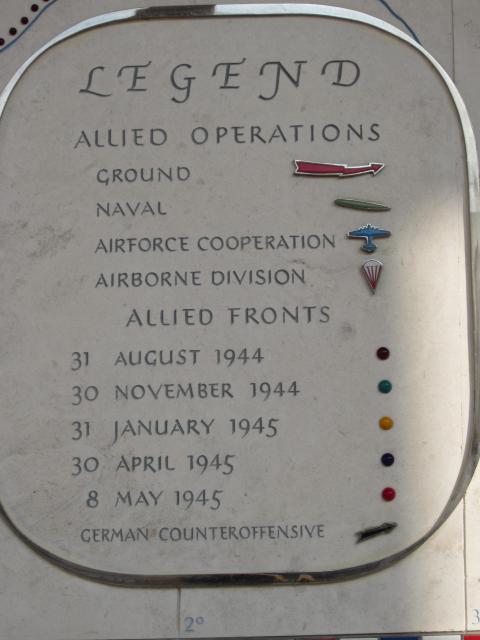 LEGEND
ALLIED OPERATIONS
GROUND
NAVAL
AIRFORCE COOPERATION
AIRBORNE DIVISION
ALLIED FRONTS
31 AUGUST 1944
30 NOVEMBER 1944
31 JANUARY 1945
30 APRIL 1945
8 MAY 1945
GERMAN COUNTEROFFENSIVE
2°
3